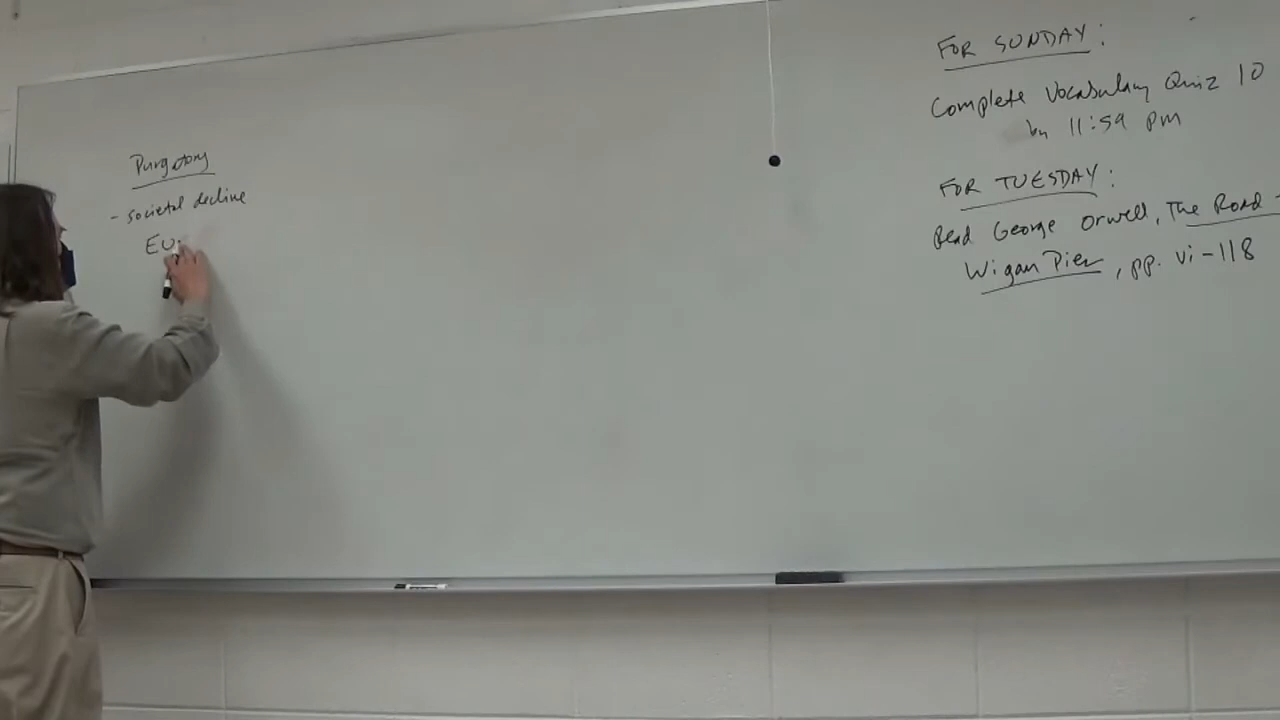 Purgatory
- societal decline
FOR SUNDAY:
Complete Vocabulary Quiz 10
by 11:59 pm
FOR TUESDAY:
Read George Orwell, The Road
Wigan Pier, pp. vi-118